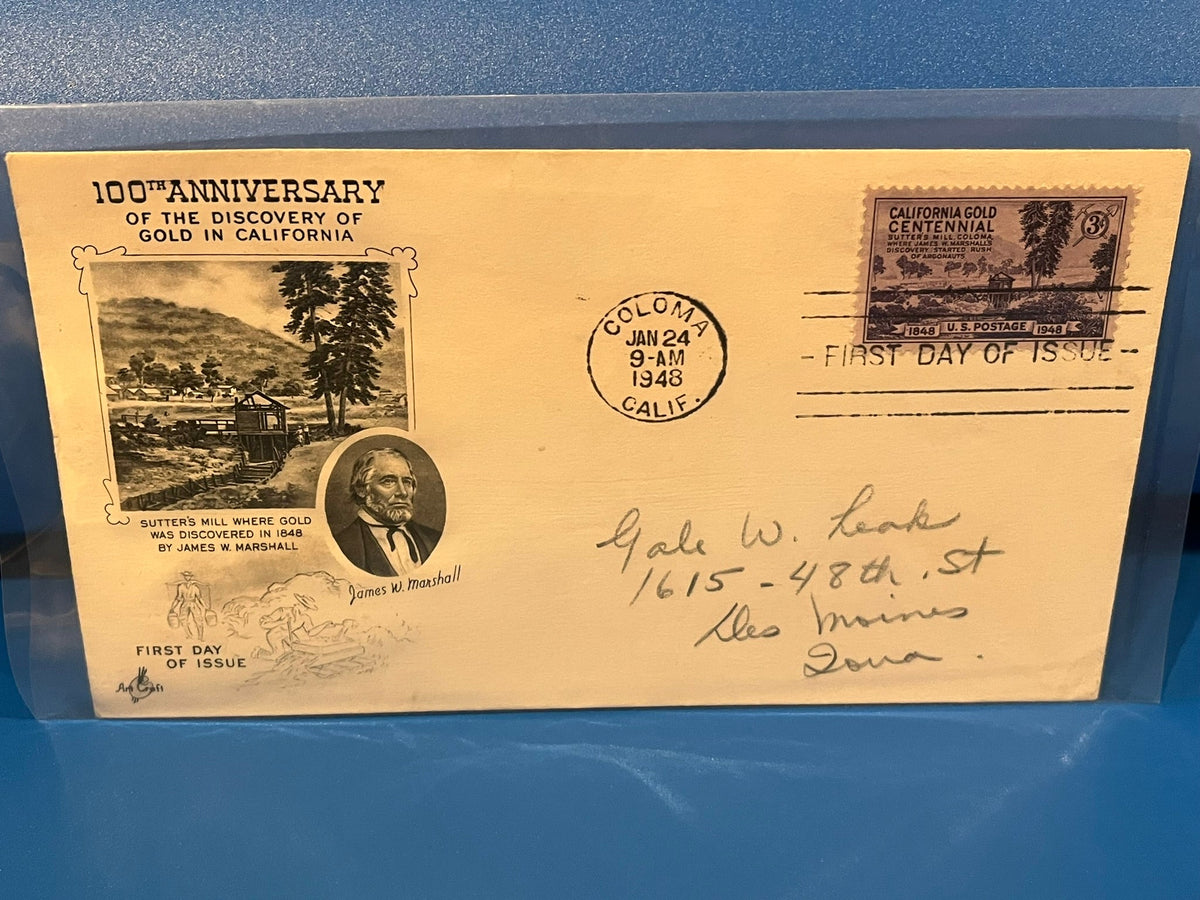 100TH ANNIVERSARY
OF THE DISCOVERY OF
GOLD IN CALIFORNIA
SUTTER'S MILL WHERE GOLD
WAS DISCOVERED IN 1848
BY JAMES W. MARSHALL
James W. Marshall
FIRST DAY
OF ISSUE
Art Craft
COLOMA
JAN 24
9-AM
1948
CALIF.
CALIFORNIA GOLD
CENTENNIAL
SUTTER'S MILL, COLOMA,
WHERE JAMES W. MARSHALL'S
DISCOVERY STARTED RUSH
OF ARGONAUTS
3¢
1848 U.S. POSTAGE 1948
- FIRST DAY OF ISSUE -
Gale W. Leak
1615 - 48th. St
Des Moines
Iowa.